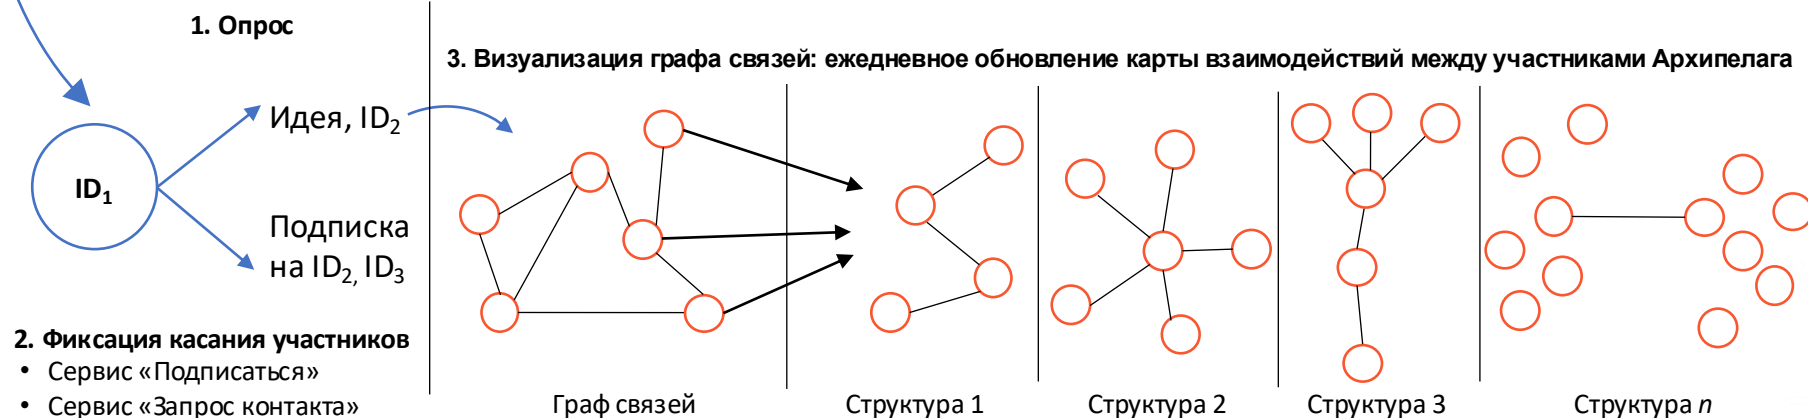 1. Опрос
ID₁
Идея, ID₂
Подписка
на ID₂, ID₃
2. Фиксация касания участников
• Сервис «Подписаться»
• Сервис «Запрос контакта»
3. Визуализация графа связей: ежедневное обновление карты взаимодействий между участниками Архипелага
Граф связей
Структура 1
Структура 2
Структура 3
Структура n